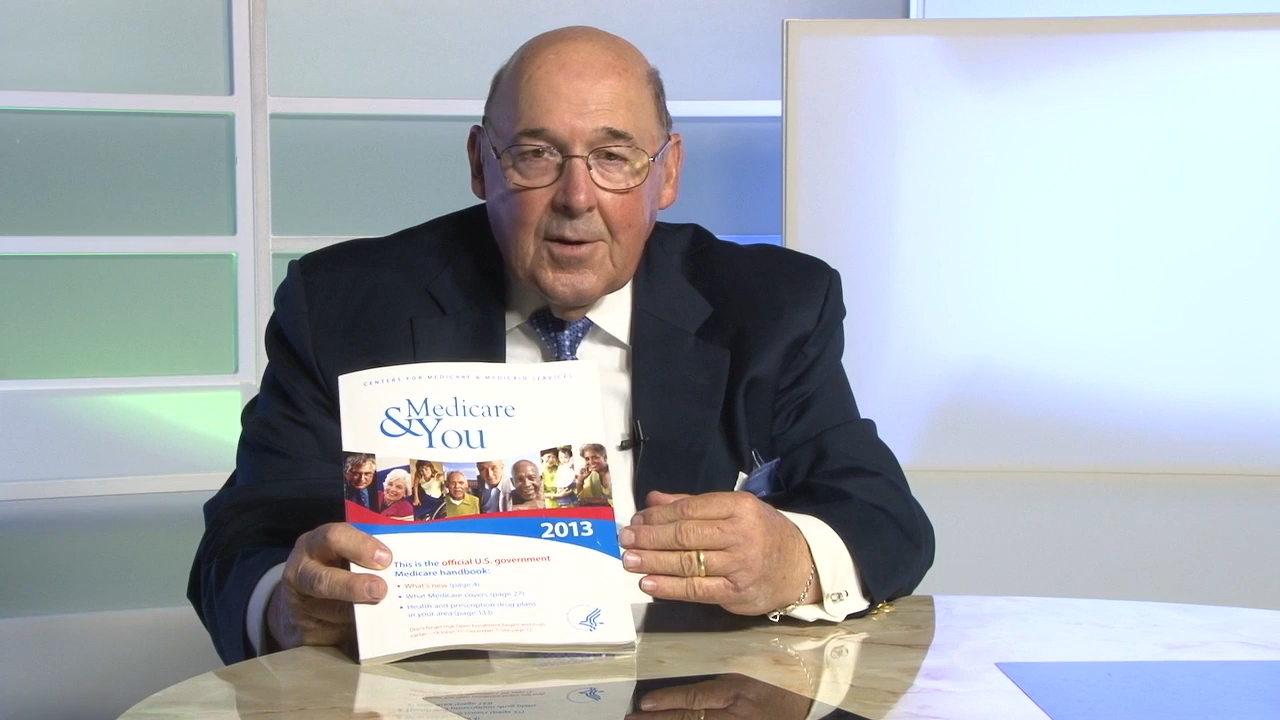 CENTERS FOR MEDICARE & MEDICAID SERVICES
Medicare
&You
2013
This is the official U.S. government
Medicare handbook:
• What's new (page 4)
• What Medicare covers (page 27)
• Health and prescription drug plans
in your area (page 133)